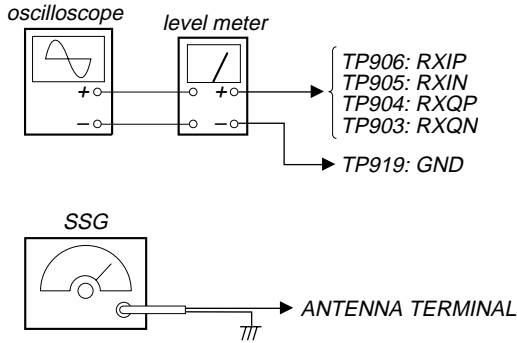 oscilloscope
level meter
+ + 
– –
TP906: RXIP
TP905: RXIN
TP904: RXQP
TP903: RXQN
TP919: GND
SSG
ANTENNA TERMINAL